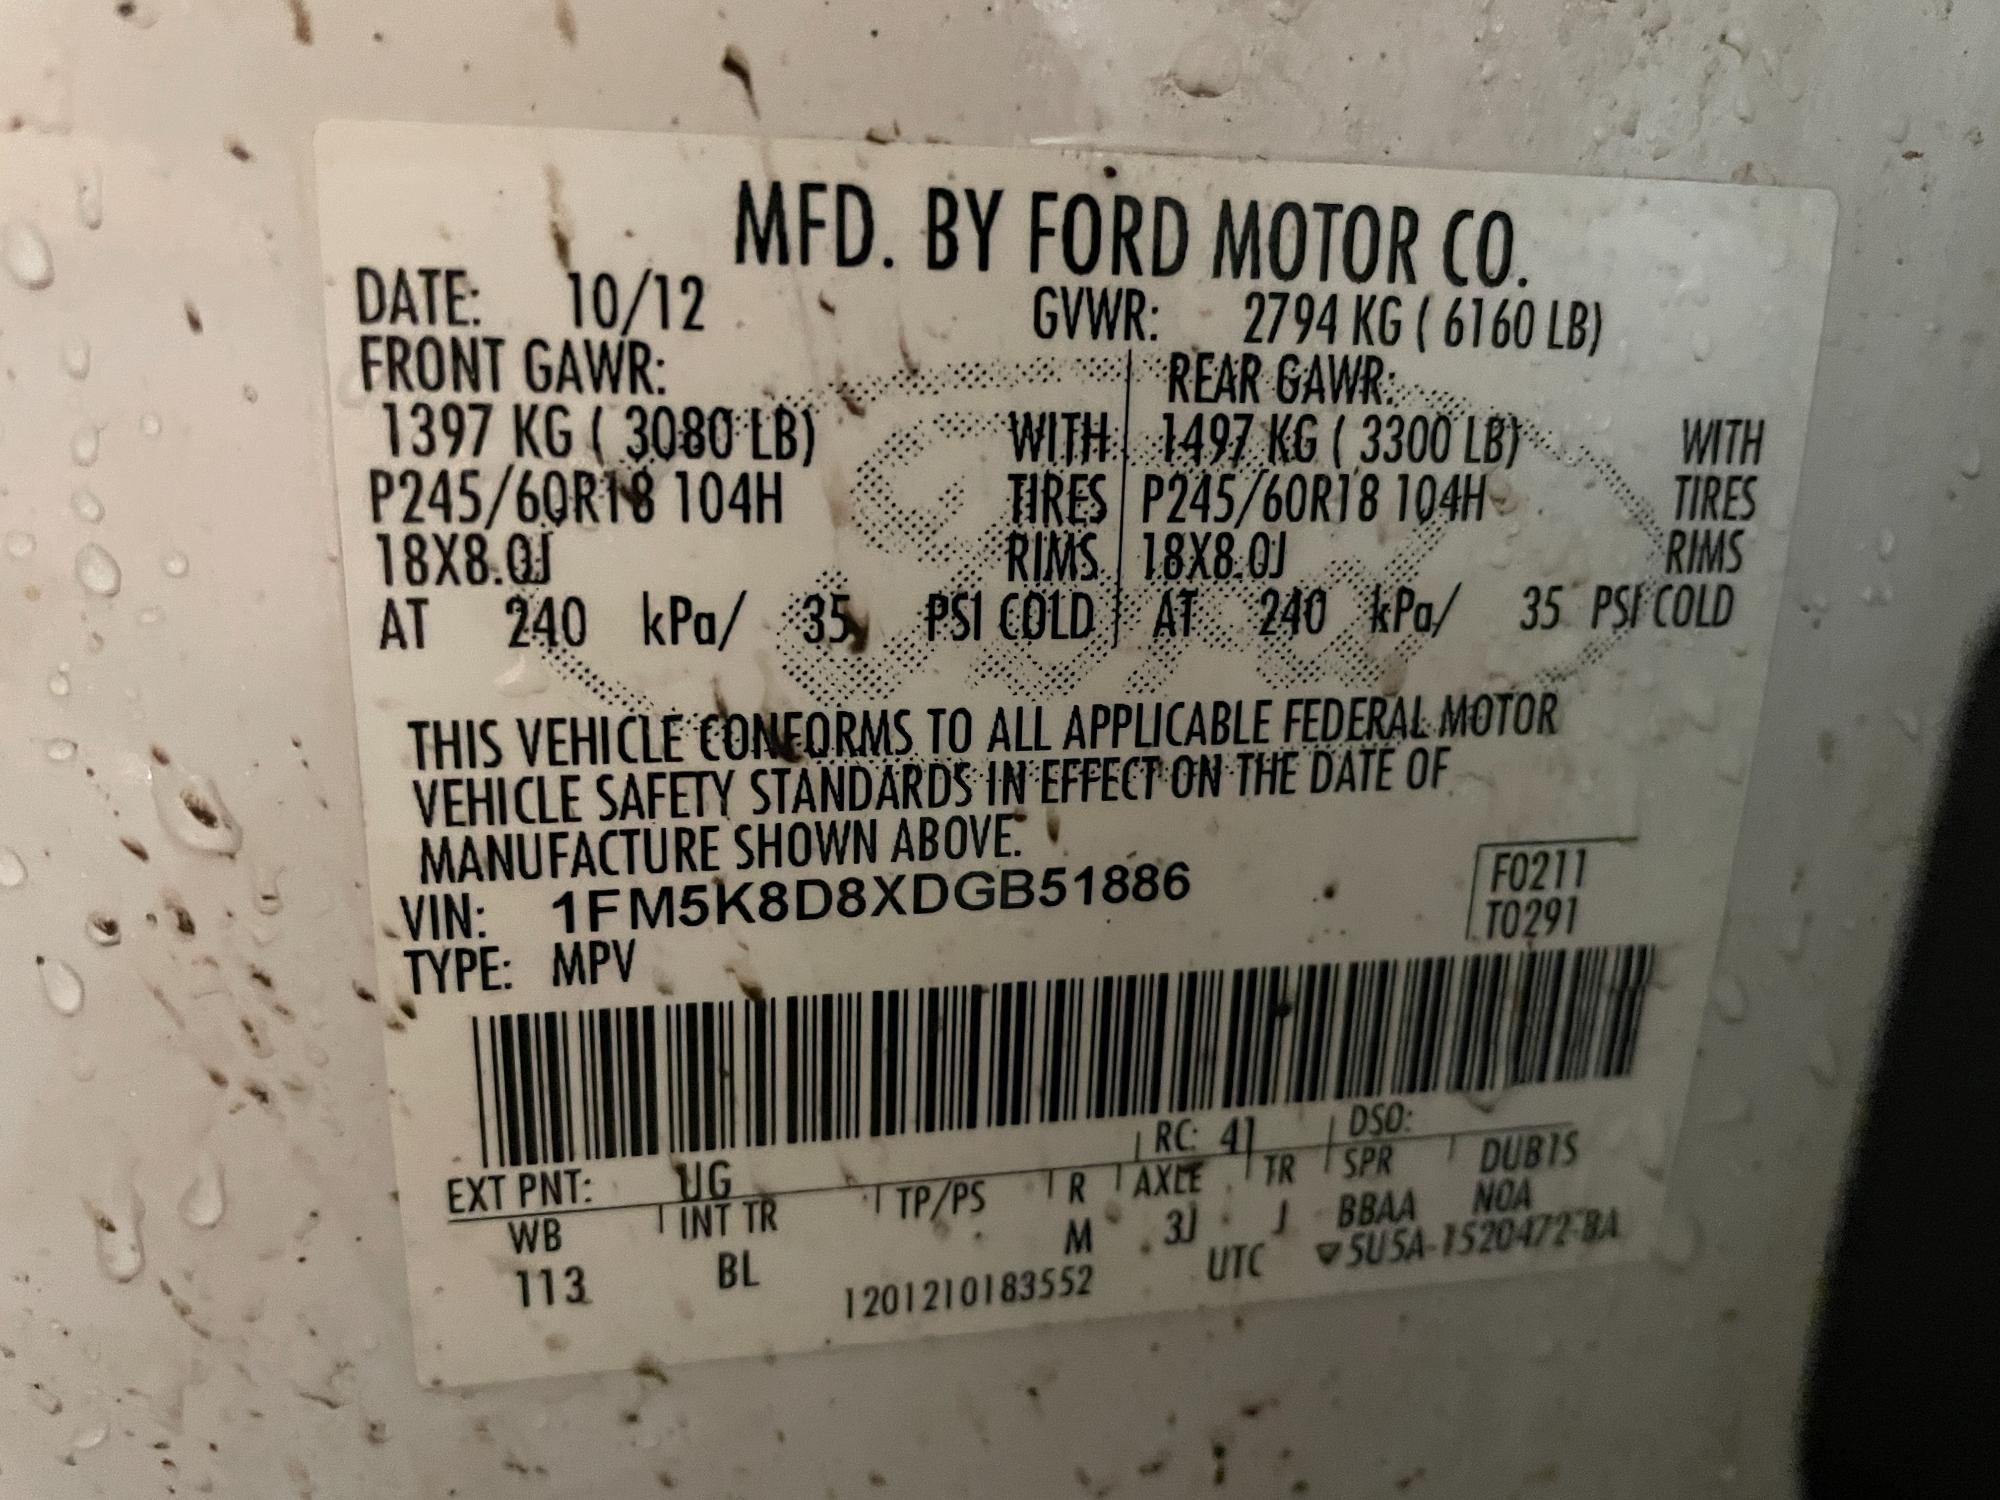 MFD. BY FORD MOTOR CO.
DATE: 10/12 GVWR: 2794 KG ( 6160 LB)
FRONT GAWR: REAR GAWR:
1397 KG ( 3080 LB) WITH 1497 KG ( 3300 LB) WITH
P245/60R18 104H TIRES P245/60R18 104H TIRES
18X8.0J RIMS 18X8.0J RIMS
AT 240 kPa/ 35 PSI COLD AT 240 kPa/ 35 PSI COLD
THIS VEHICLE CONFORMS TO ALL APPLICABLE FEDERAL MOTOR
VEHICLE SAFETY STANDARDS IN EFFECT ON THE DATE OF
MANUFACTURE SHOWN ABOVE.
VIN: 1FM5K8D8XDGB51886
F0211
T0291
TYPE: MPV
EXT PNT: UG RC: 41 DSO:
WB INT TR TP/PS R AXLE TR SPR DUBTS
113 BL M 3J J BBAA NOA
1201210183552 UTC ▽5U5A-1520472-BA